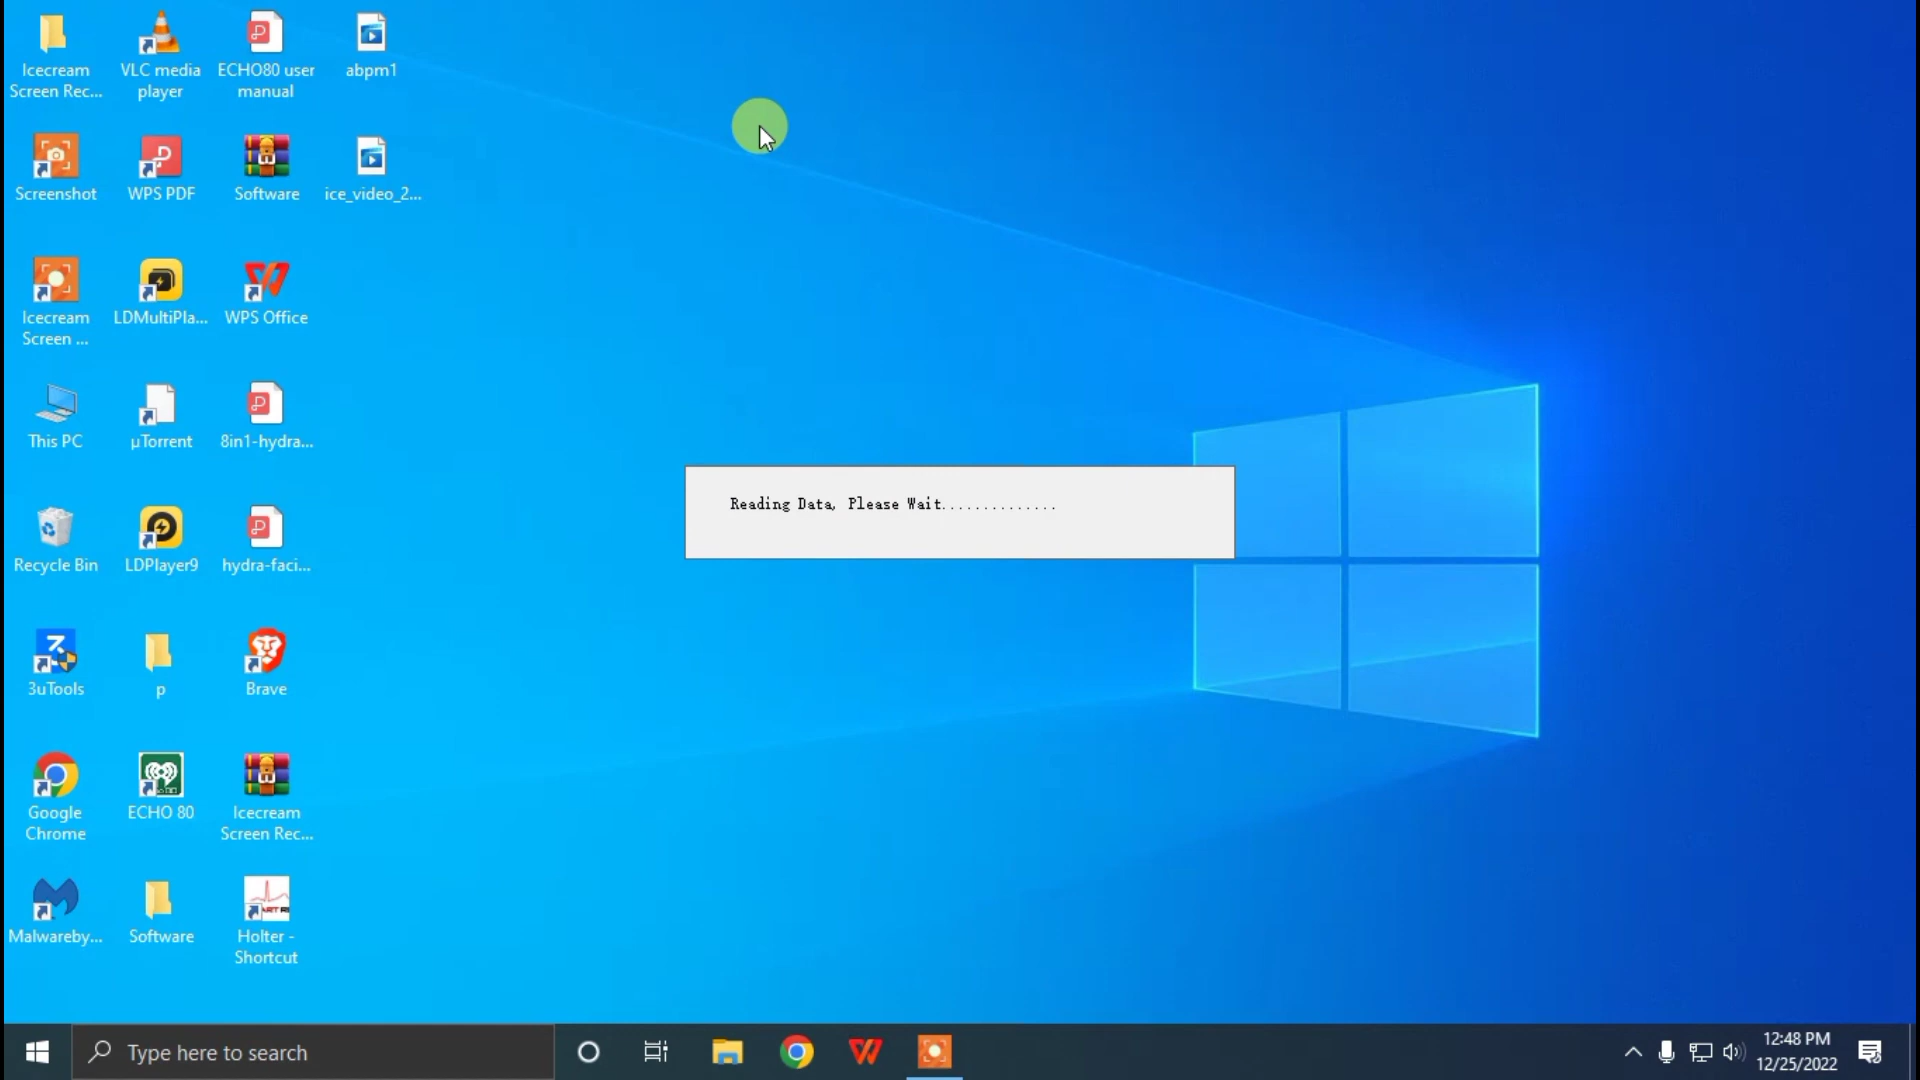 Icecream
Screen Rec...
VLC media
player
ECHO80 user
manual
abpm1
Screenshot
WPS PDF
Software
ice_video_2...
Icecream
Screen ...
LDMultiPla...
WPS Office
This PC
µTorrent
8in1-hydra...
Reading Data, Please Wait..............
Recycle Bin
LDPlayer9
hydra-faci...
3uTools
p
Brave
Google
Chrome
ECHO 80
Icecream
Screen Rec...
Malwareby...
Software
Holter -
Shortcut
Type here to search
12:48 PM
12/25/2022